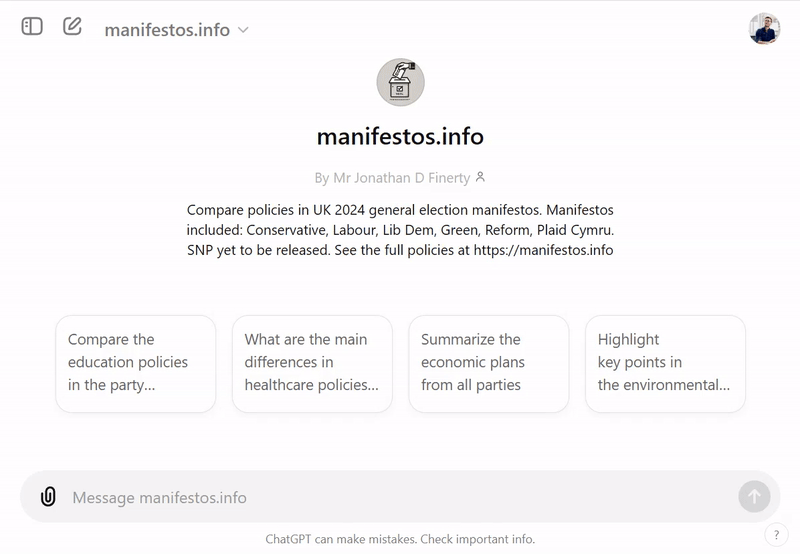 manifestos.info
manifestos.info
By Mr Jonathan D Finerty
Compare policies in UK 2024 general election manifestos. Manifestos
included: Conservative, Labour, Lib Dem, Green, Reform, Plaid Cymru.
SNP yet to be released. See the full policies at https://manifestos.info
Compare the
education policies
in the party...
What are the main
differences in
healthcare policies...
Summarize the
economic plans
from all parties
Highlight
key points in
the environmental...
Message manifestos.info
ChatGPT can make mistakes. Check important info.
?